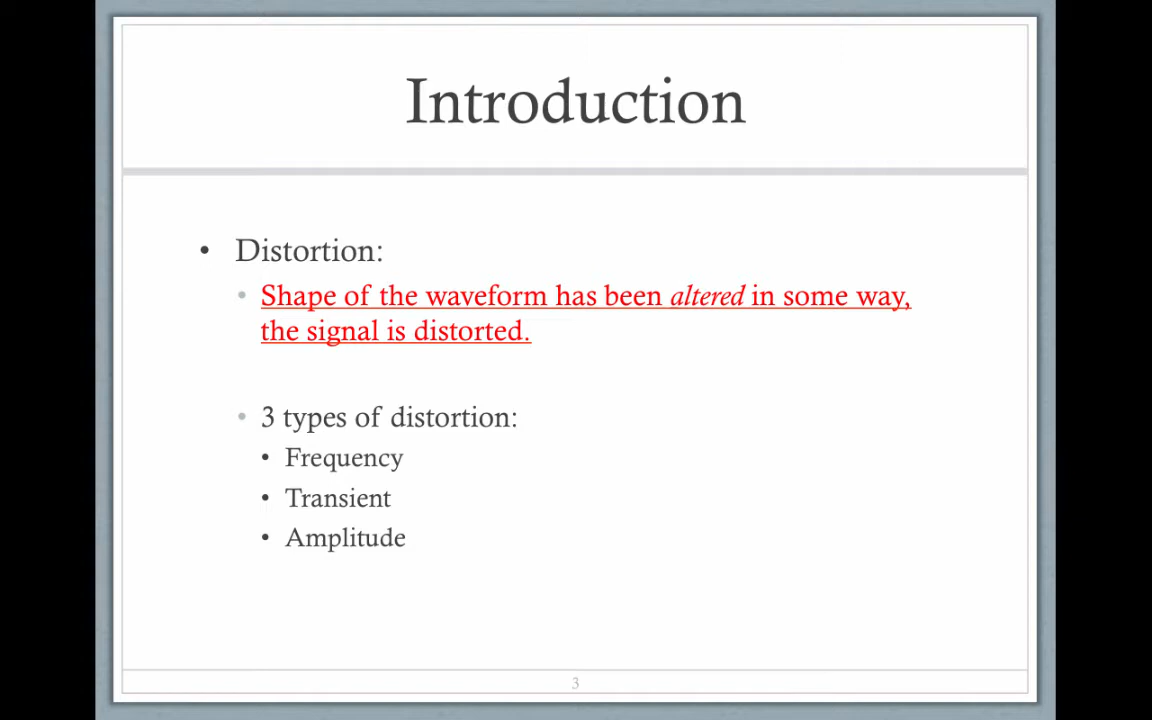 Introduction
• Distortion:
• Shape of the waveform has been altered in some way,
the signal is distorted.
• 3 types of distortion:
• Frequency
• Transient
• Amplitude
3